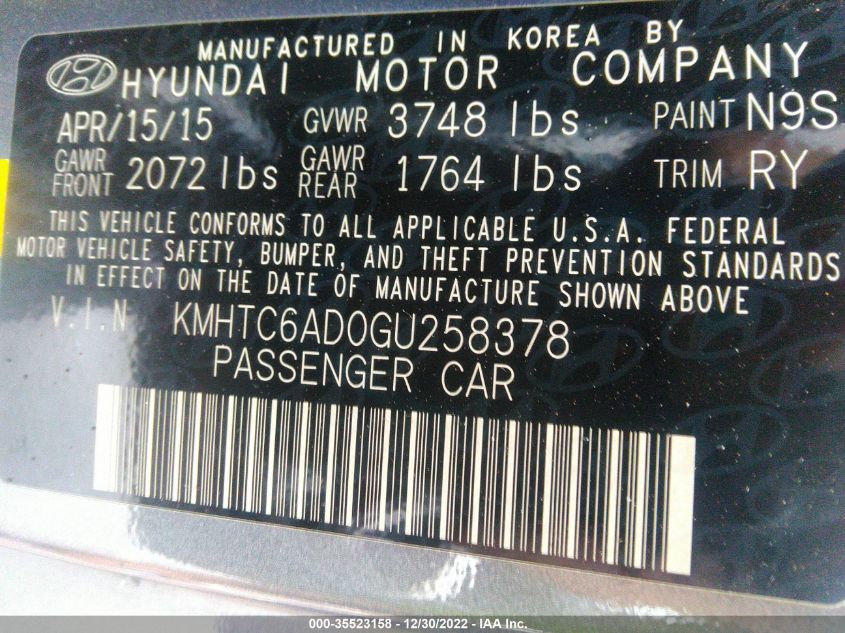 MANUFACTURED IN KOREA BY
HYUNDAI MOTOR COMPANY
APR/15/15 GVWR 3748 lbs PAINT N9S
GAWR FRONT 2072 lbs GAWR REAR 1764 lbs TRIM RY
THIS VEHICLE CONFORMS TO ALL APPLICABLE U.S.A. FEDERAL
MOTOR VEHICLE SAFETY, BUMPER, AND THEFT PREVENTION STANDARDS
IN EFFECT ON THE DATE OF MANUFACTURE SHOWN ABOVE
V.I.N KMHTC6AD0GU258378
PASSENGER CAR
000-35523158 - 12/30/2022 - IAA Inc.